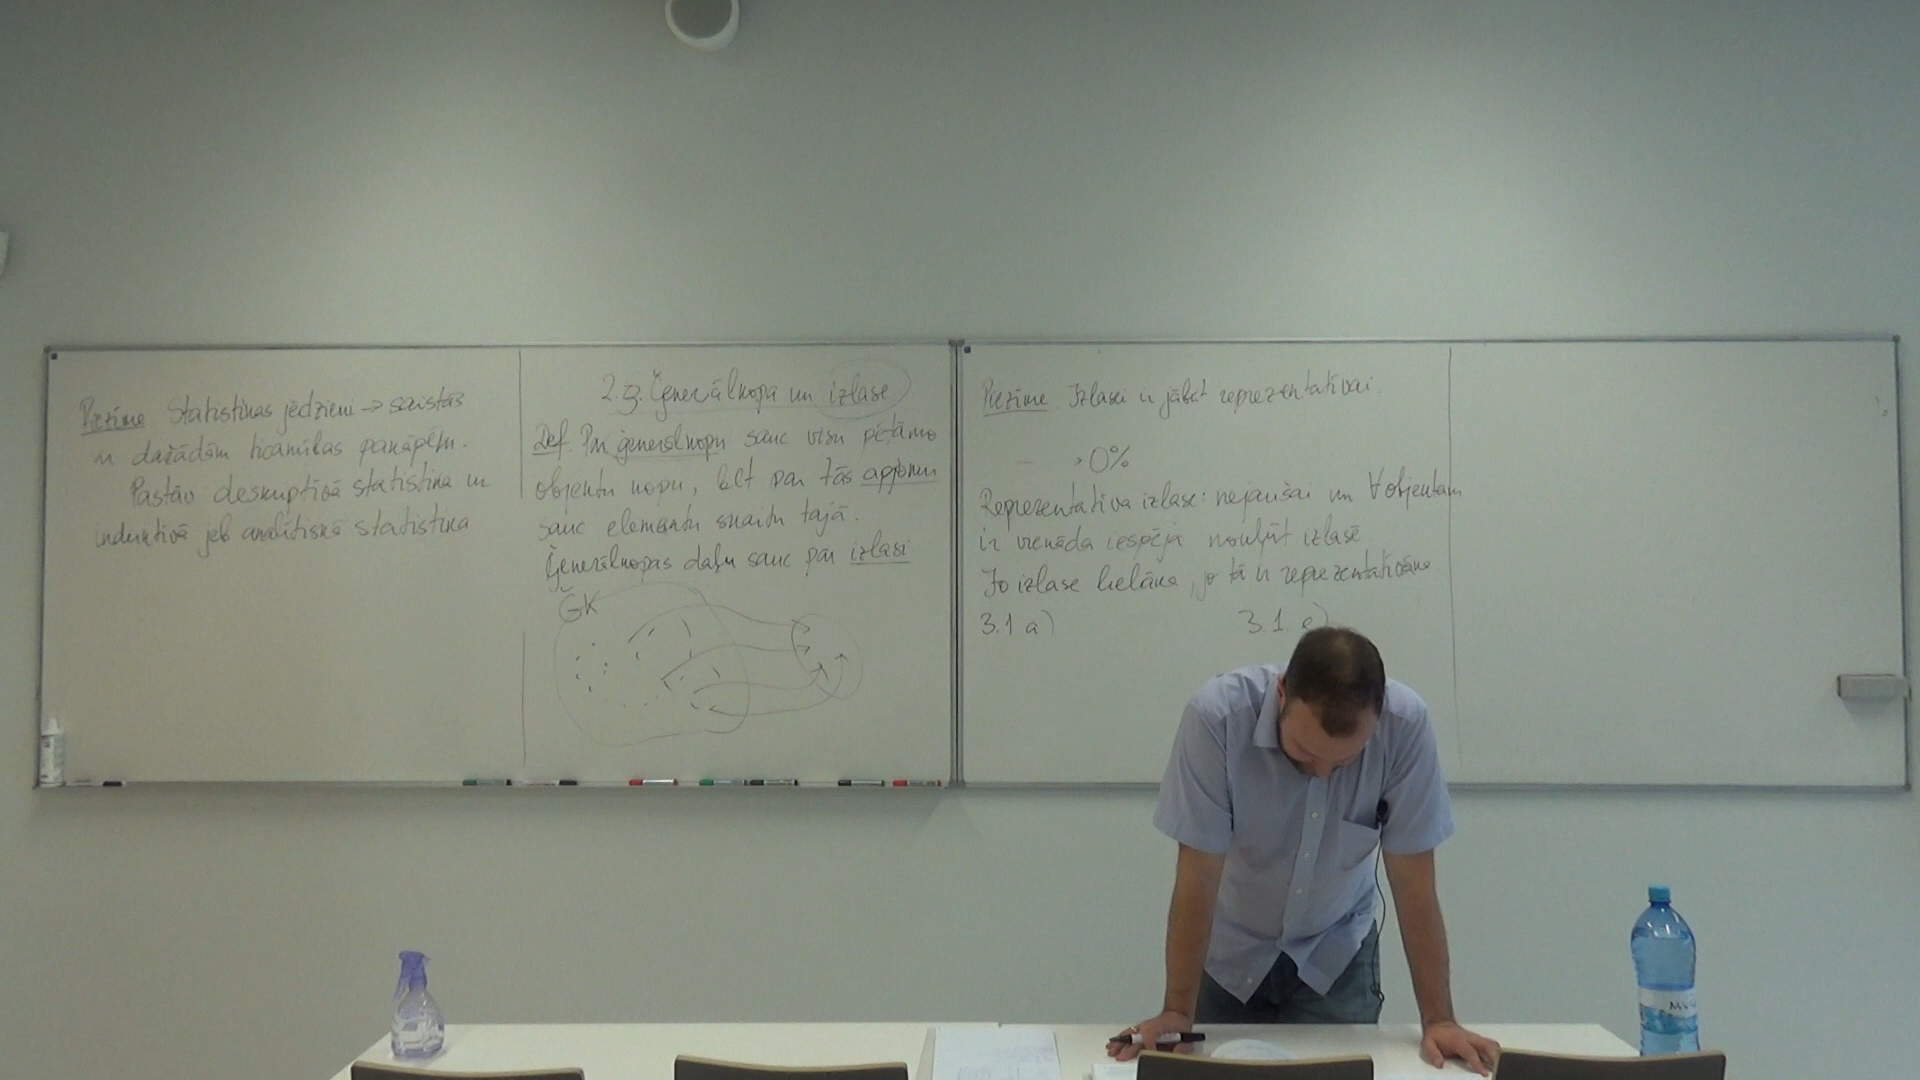 Piezīme Statistikas jēdzieni → saistās
ar dažādām ticamības pakāpēm.
Pastāv deskriptīvā statistika un
induktīvā jeb analītiskā statistika
2.3. Ģenerālkopa un izlase
Def. Par ģenerālkopu sauc visu pētāmo
objektu kopu, bet par tās apjomu
sauc elementu skaitu tajā.
Ģenerālkopas daļu sauc par izlasi
ĢK
Piezīme. Izlasei ir jābūt reprezentatīvai.
0%
Reprezentatīva izlase: nejaušai un ∀ objektam
ir vienāda iespēja nokļūt izlasē
Jo izlase lielāka, jo tā ir reprezentatīvāka
3.1 a) 3.1. e)